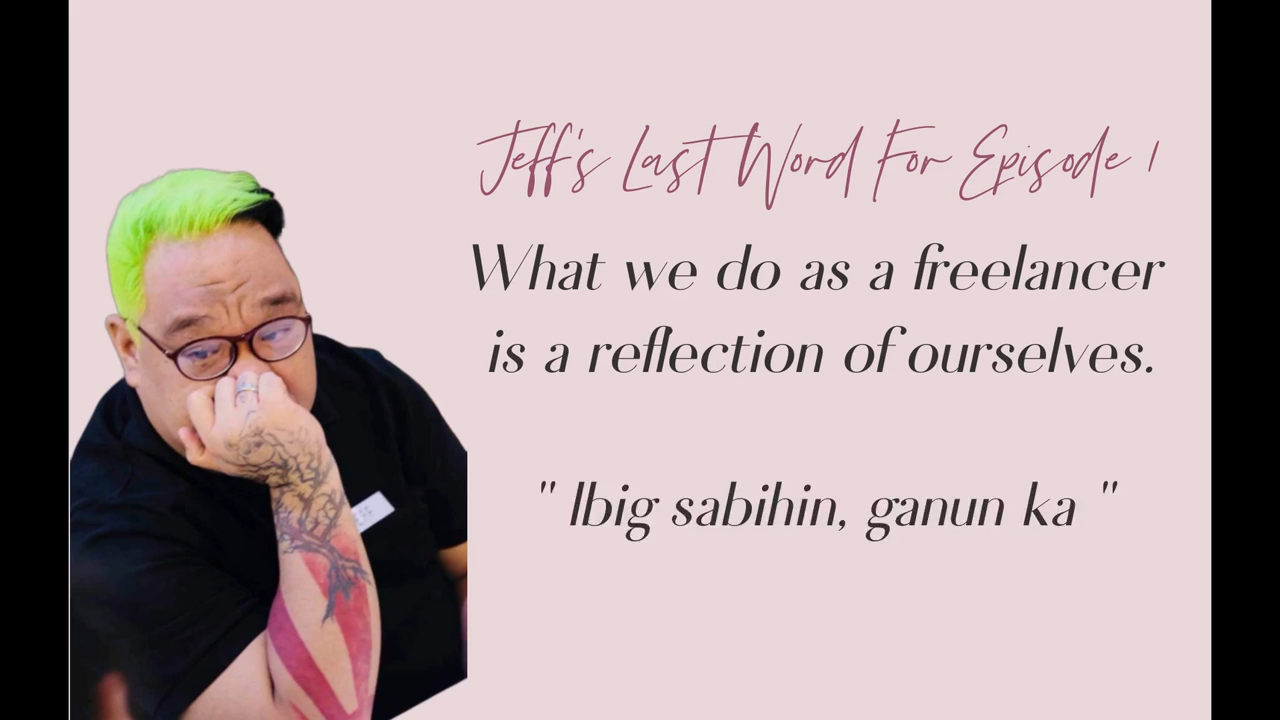 Jeff's Last Word For Episode 1
What we do as a freelancer
is a reflection of ourselves.
" Ibig sabihin, ganun ka "